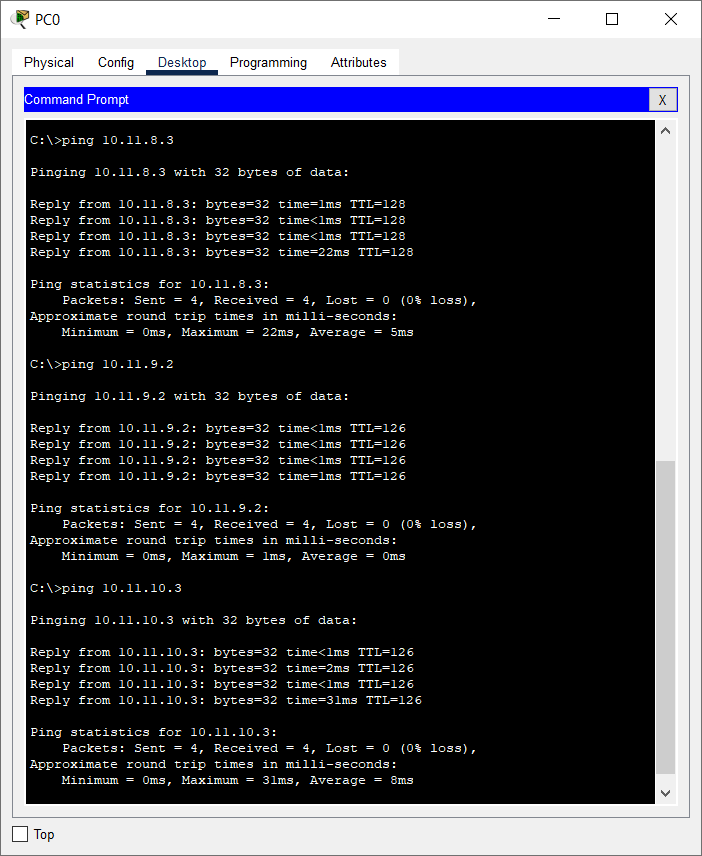 PC0
Physical Config Desktop Programming Attributes
Command Prompt X
C:\>ping 10.11.8.3
Pinging 10.11.8.3 with 32 bytes of data:
Reply from 10.11.8.3: bytes=32 time=1ms TTL=128
Reply from 10.11.8.3: bytes=32 time<1ms TTL=128
Reply from 10.11.8.3: bytes=32 time<1ms TTL=128
Reply from 10.11.8.3: bytes=32 time=22ms TTL=128
Ping statistics for 10.11.8.3:
    Packets: Sent = 4, Received = 4, Lost = 0 (0% loss),
Approximate round trip times in milli-seconds:
    Minimum = 0ms, Maximum = 22ms, Average = 5ms
C:\>ping 10.11.9.2
Pinging 10.11.9.2 with 32 bytes of data:
Reply from 10.11.9.2: bytes=32 time<1ms TTL=126
Reply from 10.11.9.2: bytes=32 time<1ms TTL=126
Reply from 10.11.9.2: bytes=32 time<1ms TTL=126
Reply from 10.11.9.2: bytes=32 time=1ms TTL=126
Ping statistics for 10.11.9.2:
    Packets: Sent = 4, Received = 4, Lost = 0 (0% loss),
Approximate round trip times in milli-seconds:
    Minimum = 0ms, Maximum = 1ms, Average = 0ms
C:\>ping 10.11.10.3
Pinging 10.11.10.3 with 32 bytes of data:
Reply from 10.11.10.3: bytes=32 time<1ms TTL=126
Reply from 10.11.10.3: bytes=32 time=2ms TTL=126
Reply from 10.11.10.3: bytes=32 time<1ms TTL=126
Reply from 10.11.10.3: bytes=32 time=31ms TTL=126
Ping statistics for 10.11.10.3:
    Packets: Sent = 4, Received = 4, Lost = 0 (0% loss),
Approximate round trip times in milli-seconds:
    Minimum = 0ms, Maximum = 31ms, Average = 8ms
Top